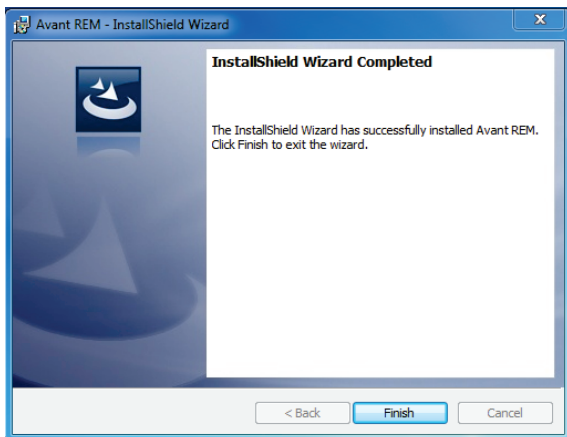 Avant REM - InstallShield Wizard
InstallShield Wizard Completed
The InstallShield Wizard has successfully installed Avant REM.
Click Finish to exit the wizard.
< Back
Finish
Cancel